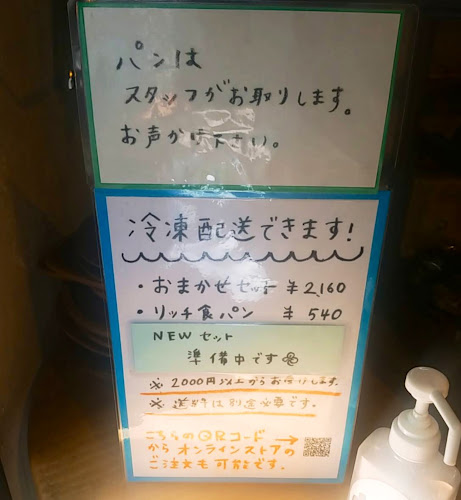 パンは
スタッフがお取りします。
お声がけ下さい。
冷凍配送できます!
・おまかせセット ¥2,160
・リッチ食パン ¥ 540
NEWセット
準備中です
※ 2000円以上からお受けします。
※ 送料は別途必要です。
こちらのQRコード →
からオンラインストアの
ご注文も可能です。